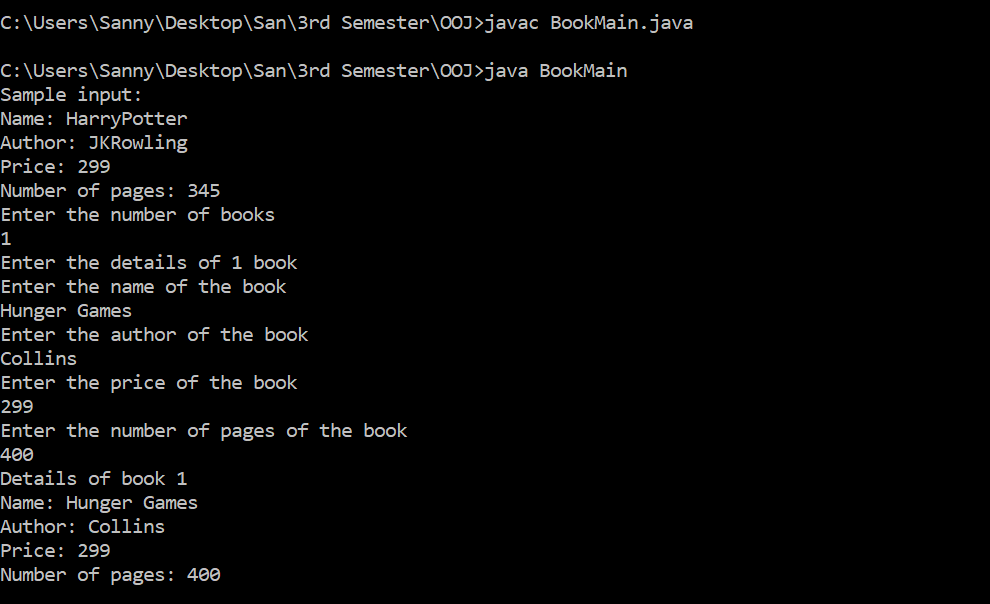 C:\Users\Sanny\Desktop\San\3rd Semester\OOJ>javac BookMain.java
C:\Users\Sanny\Desktop\San\3rd Semester\OOJ>java BookMain
Sample input:
Name: HarryPotter
Author: JKRowling
Price: 299
Number of pages: 345
Enter the number of books
1
Enter the details of 1 book
Enter the name of the book
Hunger Games
Enter the author of the book
Collins
Enter the price of the book
299
Enter the number of pages of the book
400
Details of book 1
Name: Hunger Games
Author: Collins
Price: 299
Number of pages: 400